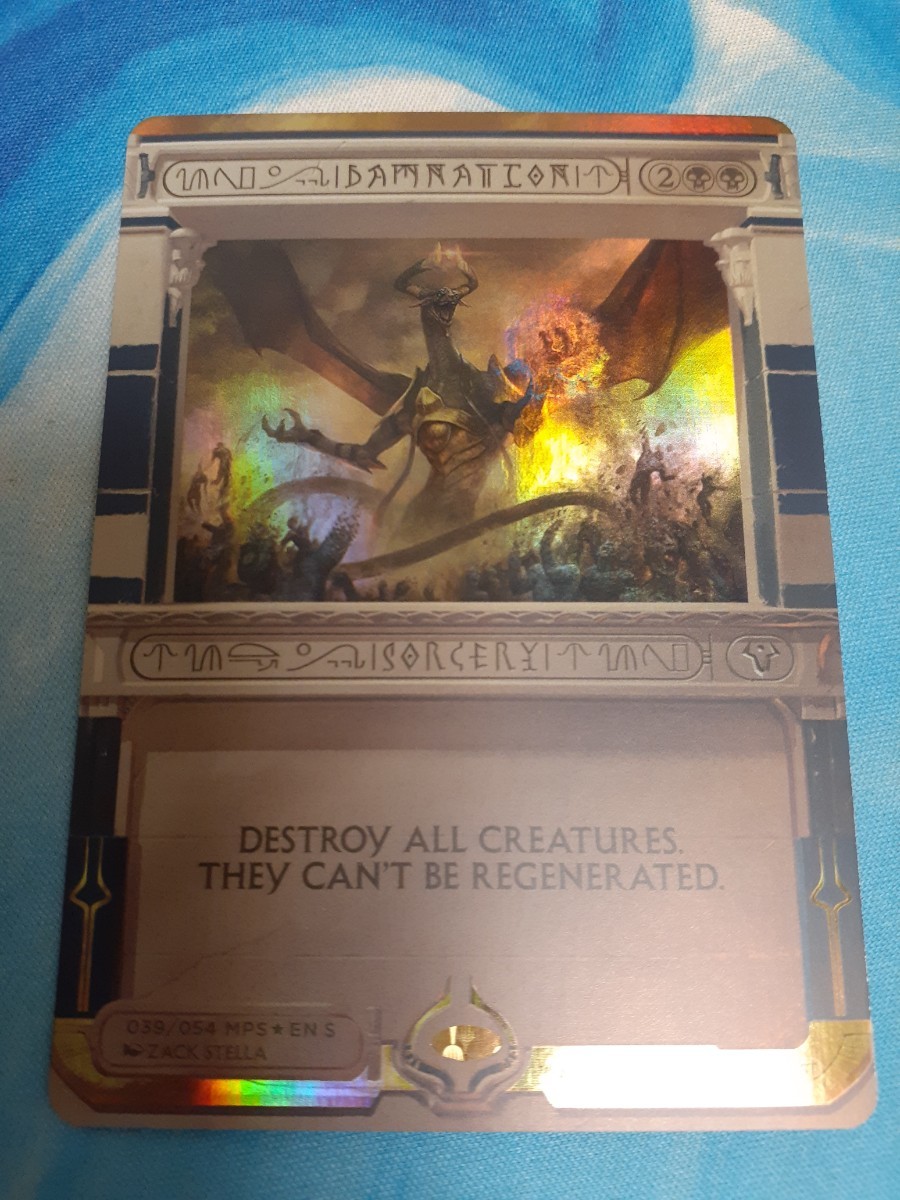 DAMNATION 2
SORCERY
DESTROY ALL CREATURES.
THEY CAN'T BE REGENERATED.
039/054 MPS★EN S
ZACK STELLA